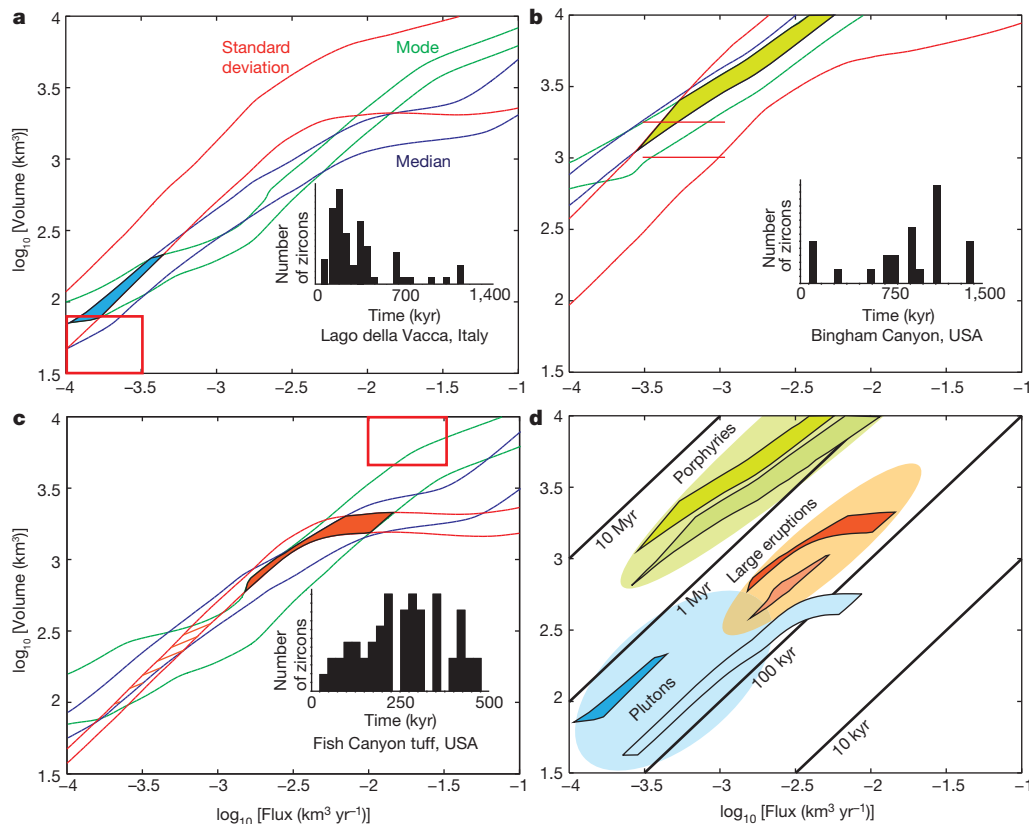 a
Standard
deviation
Mode
Median
log10 [Volume (km³)]
4
3.5
3
2.5
2
1.5
Number
of zircons
0
700
1,400
Time (kyr)
Lago della Vacca, Italy
−4
−3.5
−3
−2.5
−2
−1.5
−1
b
4
3.5
3
2.5
2
1.5
Number
of zircons
0
750
1,500
Time (kyr)
Bingham Canyon, USA
−4
−3.5
−3
−2.5
−2
−1.5
−1
c
log10 [Volume (km³)]
4
3.5
3
2.5
2
1.5
Number
of zircons
0
250
500
Time (kyr)
Fish Canyon tuff, USA
−4
−3.5
−3
−2.5
−2
−1.5
−1
log10 [Flux (km³ yr⁻¹)]
d
4
3.5
3
2.5
2
1.5
Porphyries
10 Myr
Large eruptions
1 Myr
100 kyr
Plutons
10 kyr
−4
−3.5
−3
−2.5
−2
−1.5
−1
log10 [Flux (km³ yr⁻¹)]